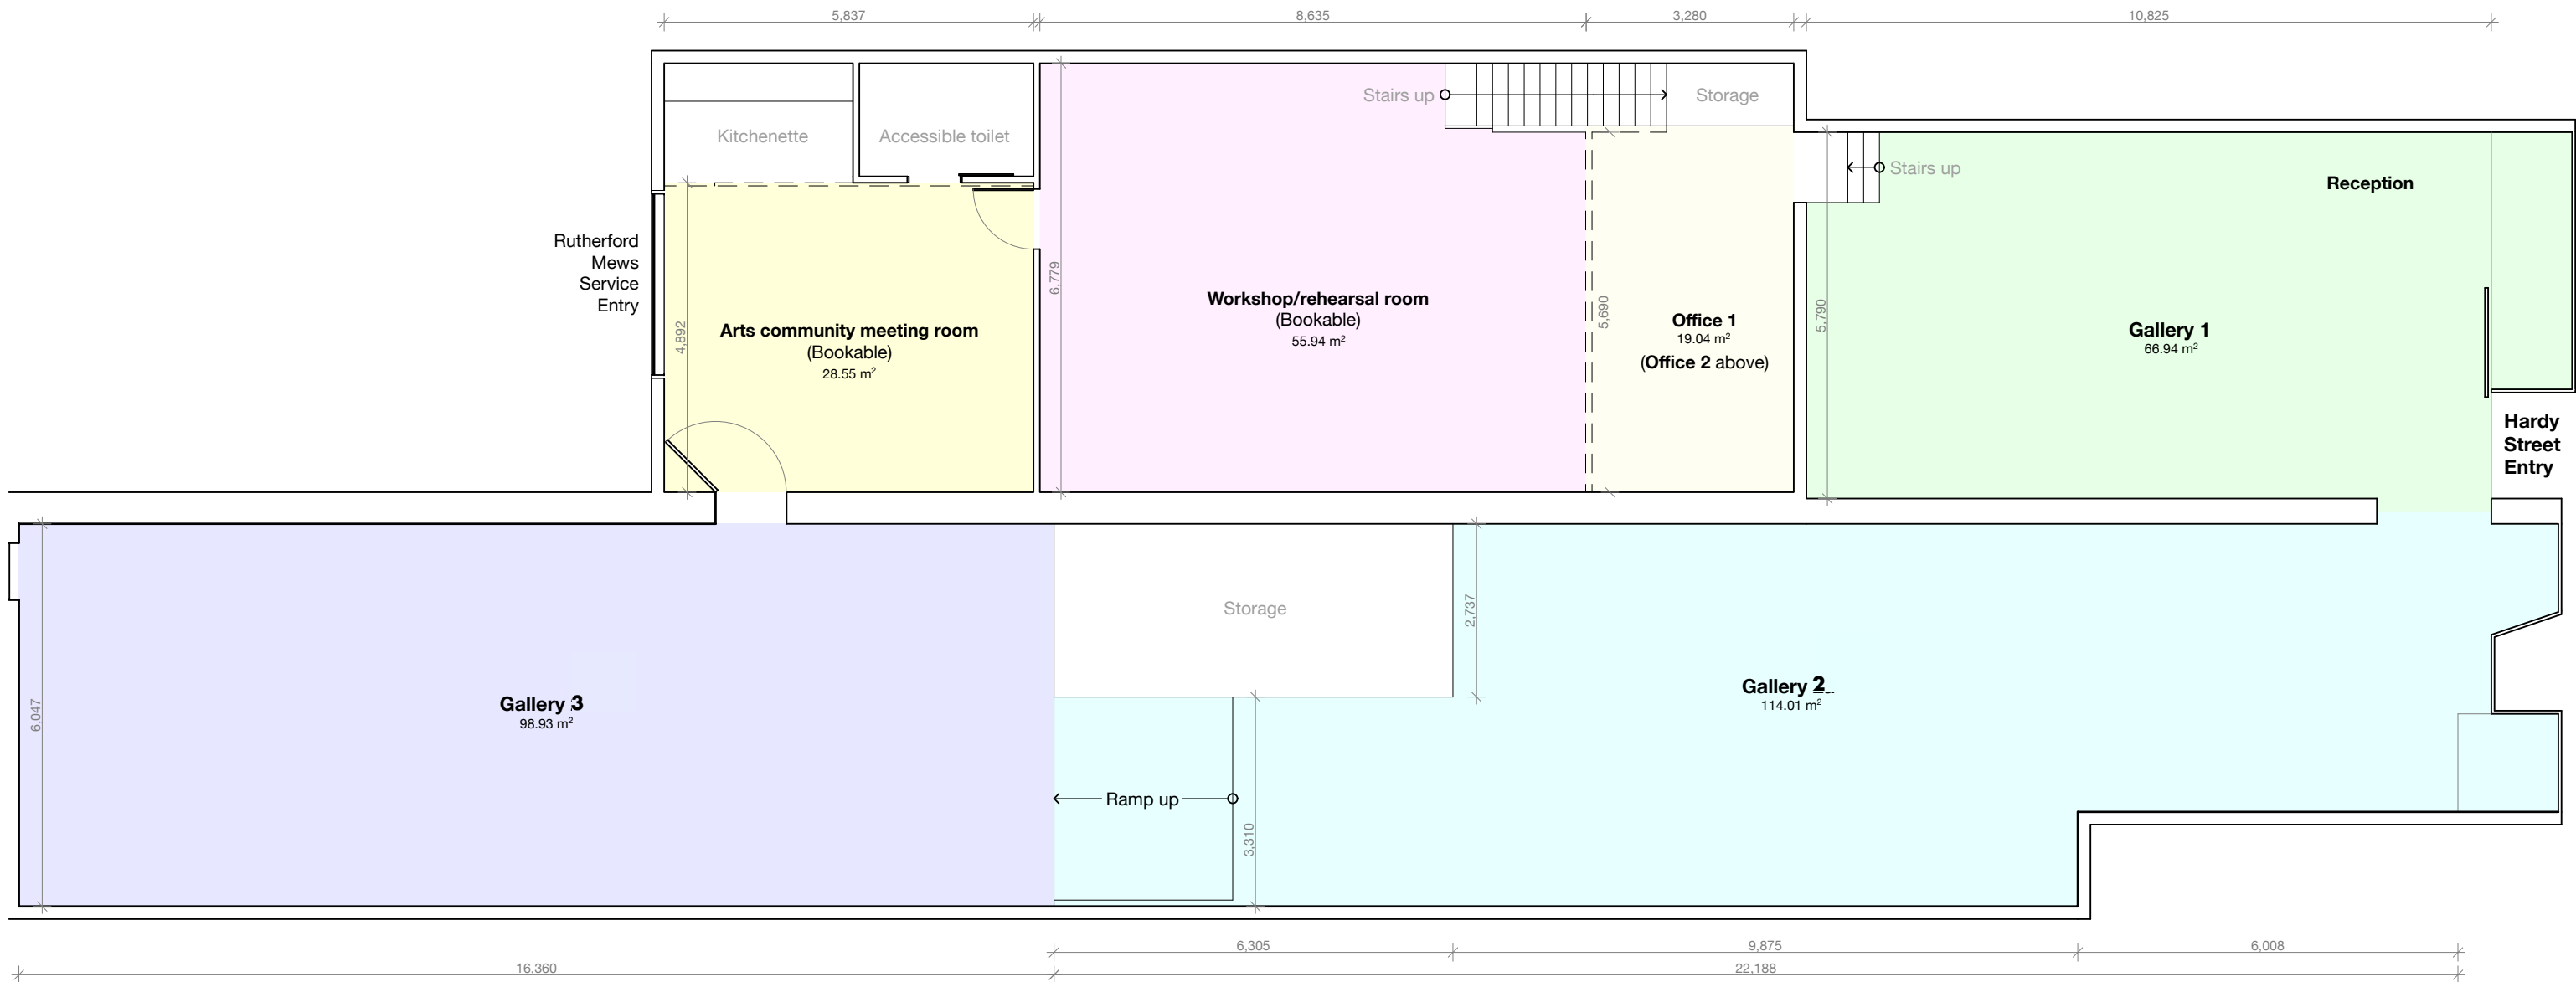 5,837
8,635
3,280
10,825
Stairs up
Storage
Kitchenette
Accessible toilet
Stairs up
Reception
Rutherford
Mews
Service
Entry
6,779
4,892
5,690
5,790
Arts community meeting room
(Bookable)
28.55 m²
Workshop/rehearsal room
(Bookable)
55.94 m²
Office 1
19.04 m²
(Office 2 above)
Gallery 1
66.94 m²
Hardy
Street
Entry
Storage
2,737
Gallery 3
98.93 m²
6,047
Gallery 2
114.01 m²
Ramp up
3,310
6,305
9,875
6,008
16,360
22,188